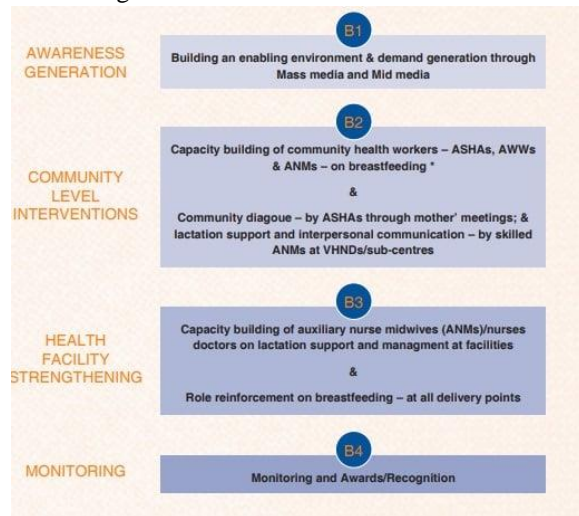 B1
AWARENESS
GENERATION
Building an enabling environment & demand generation through
Mass media and Mid media
B2
COMMUNITY
LEVEL
INTERVENTIONS
Capacity building of community health workers – ASHAs, AWWs
& ANMs – on breastfeeding *
&
Community diagoue – by ASHAs through mother' meetings; &
lactation support and interpersonal communication – by skilled
ANMs at VHNDs/sub-centres
B3
HEALTH
FACILITY
STRENGTHENING
Capacity building of auxiliary nurse midwives (ANMs)/nurses
doctors on lactation support and managment at facilities
&
Role reinforcement on breastfeeding – at all delivery points
B4
MONITORING
Monitoring and Awards/Recognition